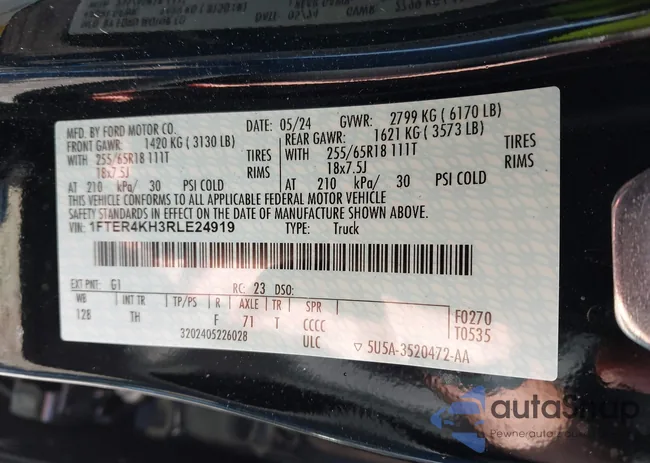 MFD. BY FORD MOTOR CO. DATE: 05/24 GVWR: 2799 KG ( 6170 LB)
FRONT GAWR: 1420 KG ( 3130 LB) REAR GAWR: 1621 KG ( 3573 LB)
WITH 255/65R18 111T TIRES WITH 255/65R18 111T TIRES
18x7.5J RIMS 18x7.5J RIMS
AT 210 kPa/ 30 PSI COLD AT 210 kPa/ 30 PSI COLD
THIS VEHICLE CONFORMS TO ALL APPLICABLE FEDERAL MOTOR VEHICLE
SAFETY STANDARDS IN EFFECT ON THE DATE OF MANUFACTURE SHOWN ABOVE.
VIN: 1FTER4KH3RLE24919 TYPE: Truck
EXT PNT: G1 RC: 23 DSO:
WB INT TR TP/PS R AXLE TR SPR F0270
128 TH F 71 T CCCC T0535
3202405226028 ULC ▽ 5U5A-3520472-AA
autoSnap